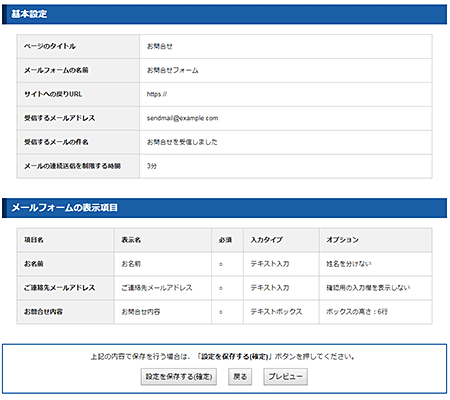 基本設定
ページのタイトル お問合せ
メールフォームの名前 お問合せフォーム
サイトへの戻りURL https://
受信するメールアドレス sendmail@example.com
受信するメールの件名 お問合せを受信しました
メールの連続送信を制限する時間 3分
メールフォームの表示項目
項目名 表示名 必須 入力タイプ オプション
お名前 お名前 ○ テキスト入力 姓名を分けない
ご連絡先メールアドレス ご連絡先メールアドレス ○ テキスト入力 確認用の入力欄を表示しない
お問合せ内容 お問合せ内容 ○ テキストボックス ボックスの高さ：6行
上記の内容で保存を行う場合は、「設定を保存する(確定)」ボタンを押してください。
設定を保存する(確定) 戻る プレビュー